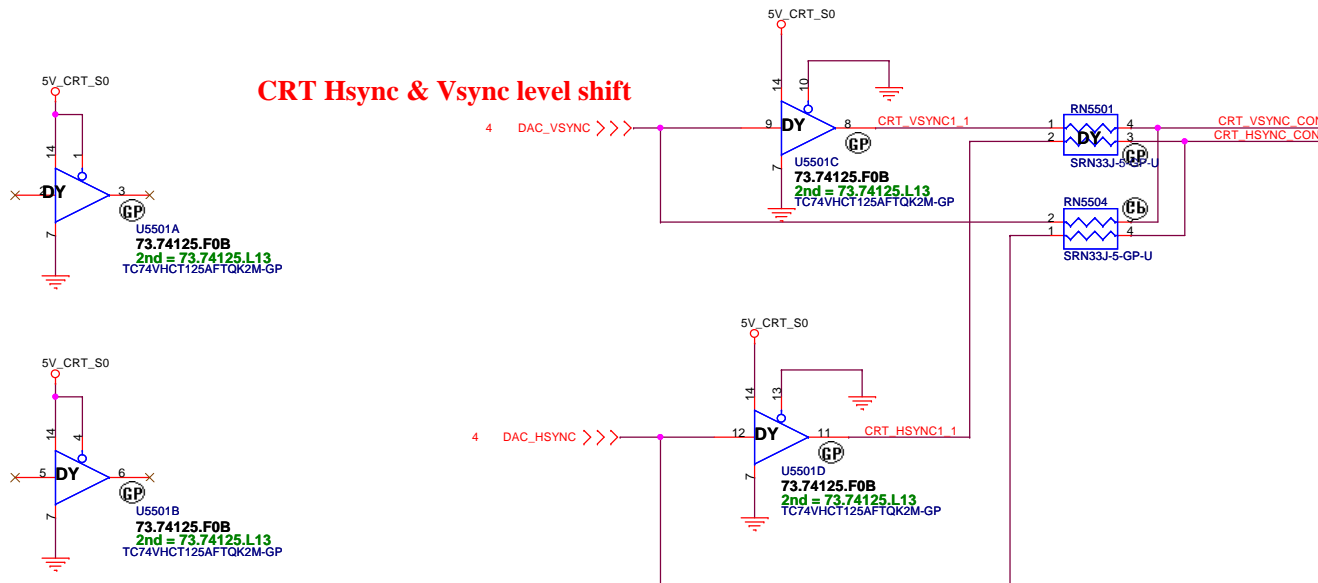 CRT Hsync & Vsync level shift
5V_CRT_S0
14
1
2
DY
3
7
GP
U5501A
73.74125.F0B
2nd = 73.74125.L13
TC74VHCT125AFTQK2M-GP
5V_CRT_S0
14
4
5
DY
6
7
GP
U5501B
73.74125.F0B
2nd = 73.74125.L13
TC74VHCT125AFTQK2M-GP
5V_CRT_S0
14
10
4 DAC_VSYNC
9
DY
8
CRT_VSYNC1_1
7
GP
U5501C
73.74125.F0B
2nd = 73.74125.L13
TC74VHCT125AFTQK2M-GP
RN5501
1
2
DY
4
3
CRT_VSYNC_CON
CRT_HSYNC_CON
GP
SRN33J-5-GP-U
RN5504
GP
2
1
3
4
SRN33J-5-GP-U
5V_CRT_S0
14
13
4 DAC_HSYNC
12
DY
11
CRT_HSYNC1_1
7
GP
U5501D
73.74125.F0B
2nd = 73.74125.L13
TC74VHCT125AFTQK2M-GP